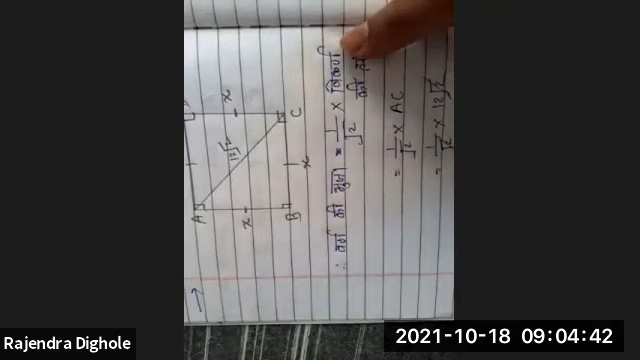 →
A
x
B
x
C
x
12√2
∴ वर्ग की भुजा = 1/√2 × विकर्ण
की
= 1/√2 × AC
= 1/√2 × 12√2
Rajendra Dighole
2021-10-18 09:04:42